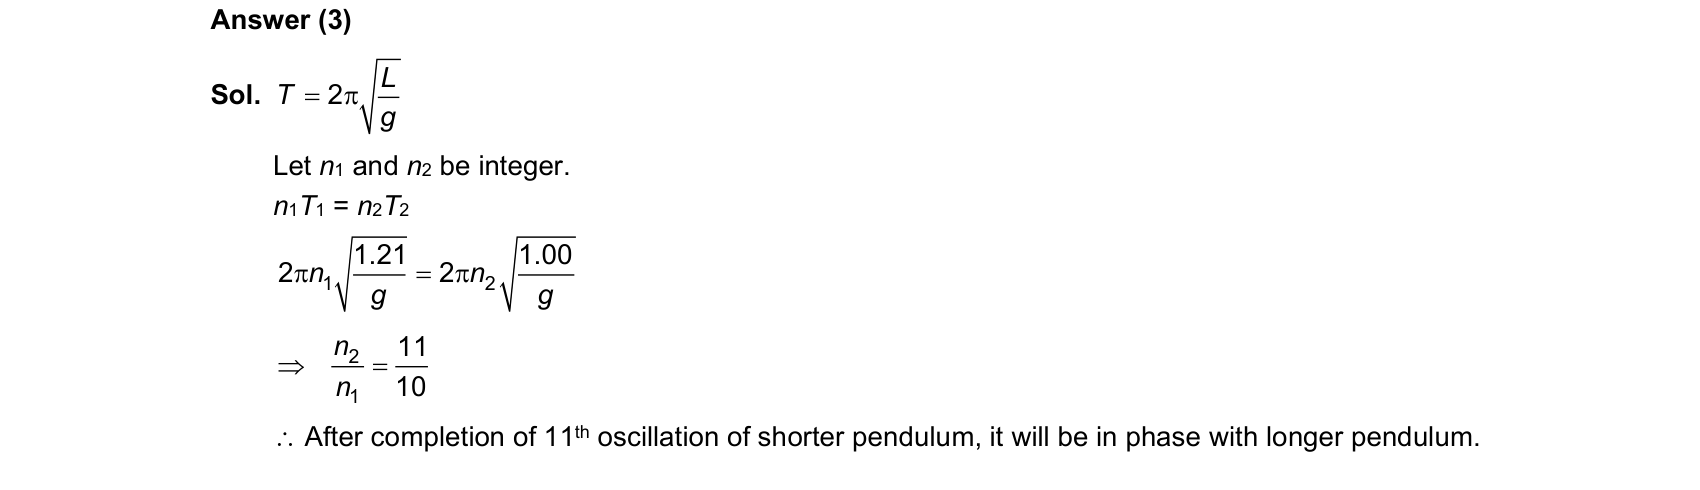 Answer (3)
Sol. T = 2π√(L/g)
Let n₁ and n₂ be integer.
n₁T₁ = n₂T₂
2πn₁√(1.21/g) = 2πn₂√(1.00/g)
⇒ n₂/n₁ = 11/10
∴ After completion of 11ᵗʰ oscillation of shorter pendulum, it will be in phase with longer pendulum.